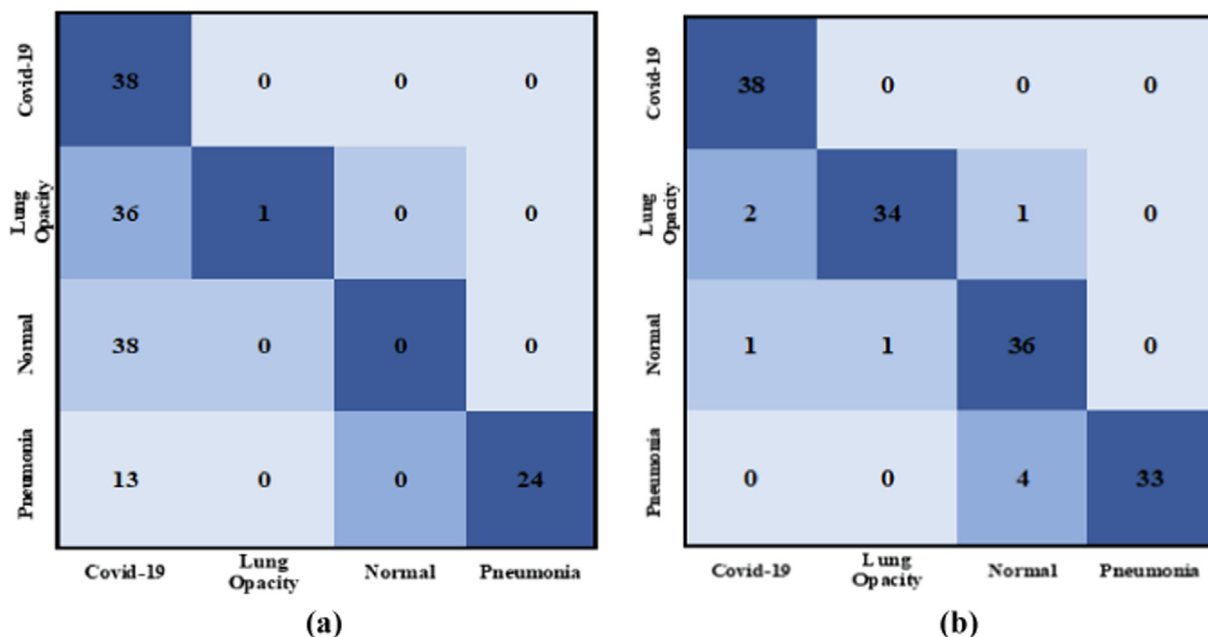 Covid-19 38 0 0 0
Lung
Opacity 36 1 0 0
Normal 38 0 0 0
Pneumonia 13 0 0 24
Covid-19 Lung
Opacity Normal Pneumonia
(a)
Covid-19 38 0 0 0
Lung
Opacity 2 34 1 0
Normal 1 1 36 0
Pneumonia 0 0 4 33
Covid-19 Lung
Opacity Normal Pneumonia
(b)